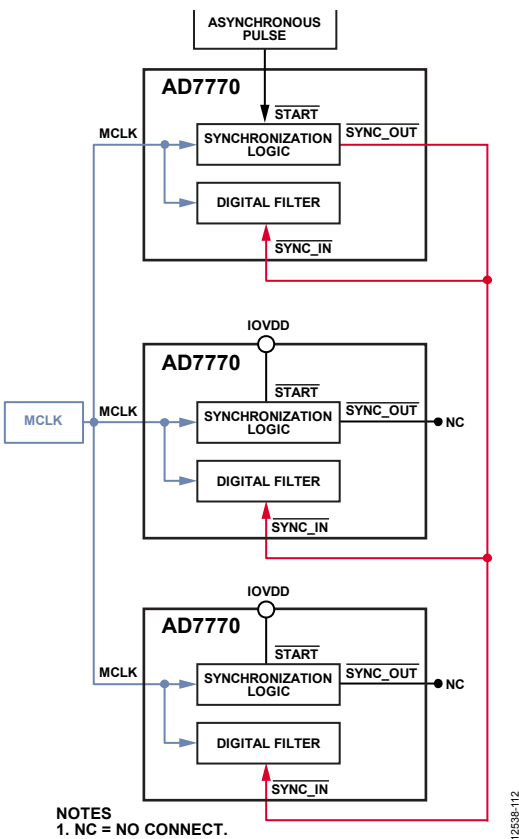 ASYNCHRONOUS
PULSE
AD7770
START
MCLK
SYNCHRONIZATION
LOGIC
SYNC_OUT
DIGITAL FILTER
SYNC_IN
IOVDD
AD7770
START
MCLK
MCLK
SYNCHRONIZATION
LOGIC
SYNC_OUT
NC
DIGITAL FILTER
SYNC_IN
IOVDD
AD7770
START
MCLK
SYNCHRONIZATION
LOGIC
SYNC_OUT
NC
DIGITAL FILTER
SYNC_IN
NOTES
1. NC = NO CONNECT.
12538-112